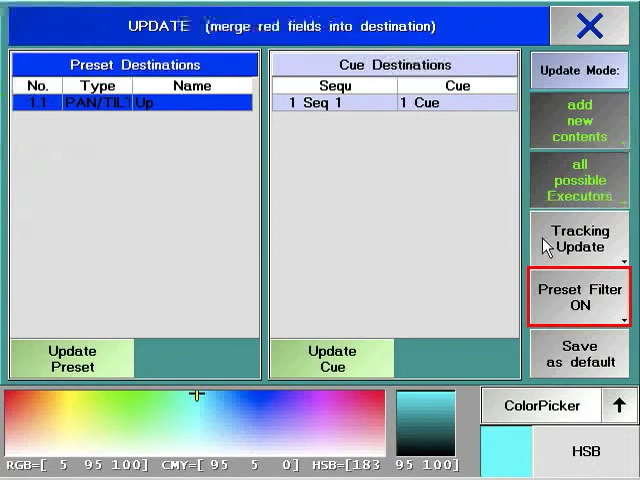 UPDATE (merge red fields into destination)
Preset Destinations
No. Type Name
1.1 PAN/TILT Up
Update
Preset
Cue Destinations
Sequ Cue
1 Seq 1 1 Cue
Update
Cue
Update Mode:
add
new
contents
all
possible
Executors
Tracking
Update
Preset Filter
ON
Save
as default
RGB=[ 5 95 100] CMY=[ 95 5 0] HSB=[183 95 100]
ColorPicker
HSB